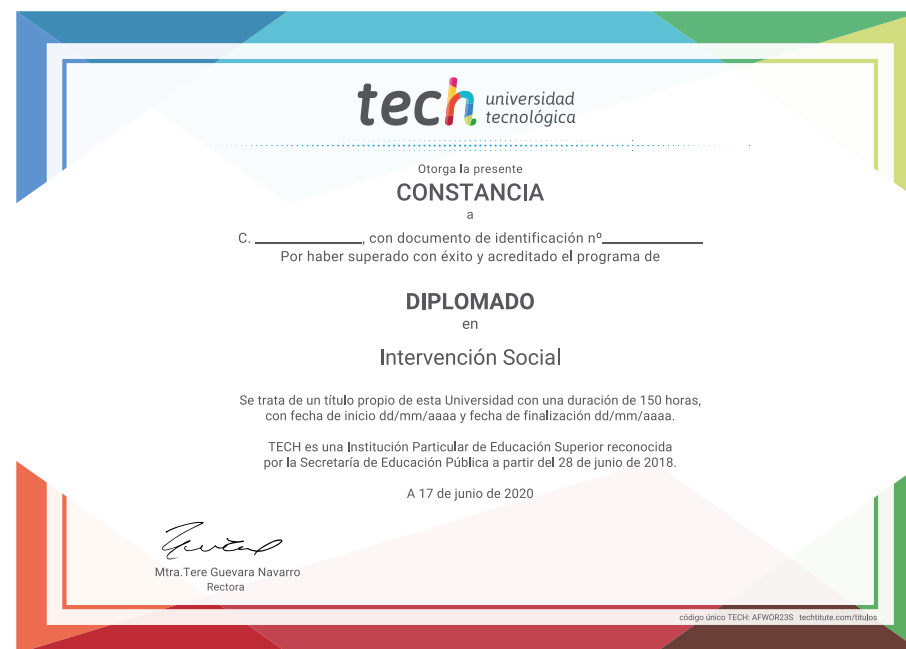 tech universidad
tecnológica
Otorga la presente
CONSTANCIA
a
C. ____________, con documento de identificación nº____________
Por haber superado con éxito y acreditado el programa de
DIPLOMADO
en
Intervención Social
Se trata de un título propio de esta Universidad con una duración de 150 horas,
con fecha de inicio dd/mm/aaaa y fecha de finalización dd/mm/aaaa.
TECH es una Institución Particular de Educación Superior reconocida
por la Secretaría de Educación Pública a partir del 28 de junio de 2018.
A 17 de junio de 2020
Mtra.Tere Guevara Navarro
Rectora
código único TECH: AFWOR23S techtitute.com/titulos